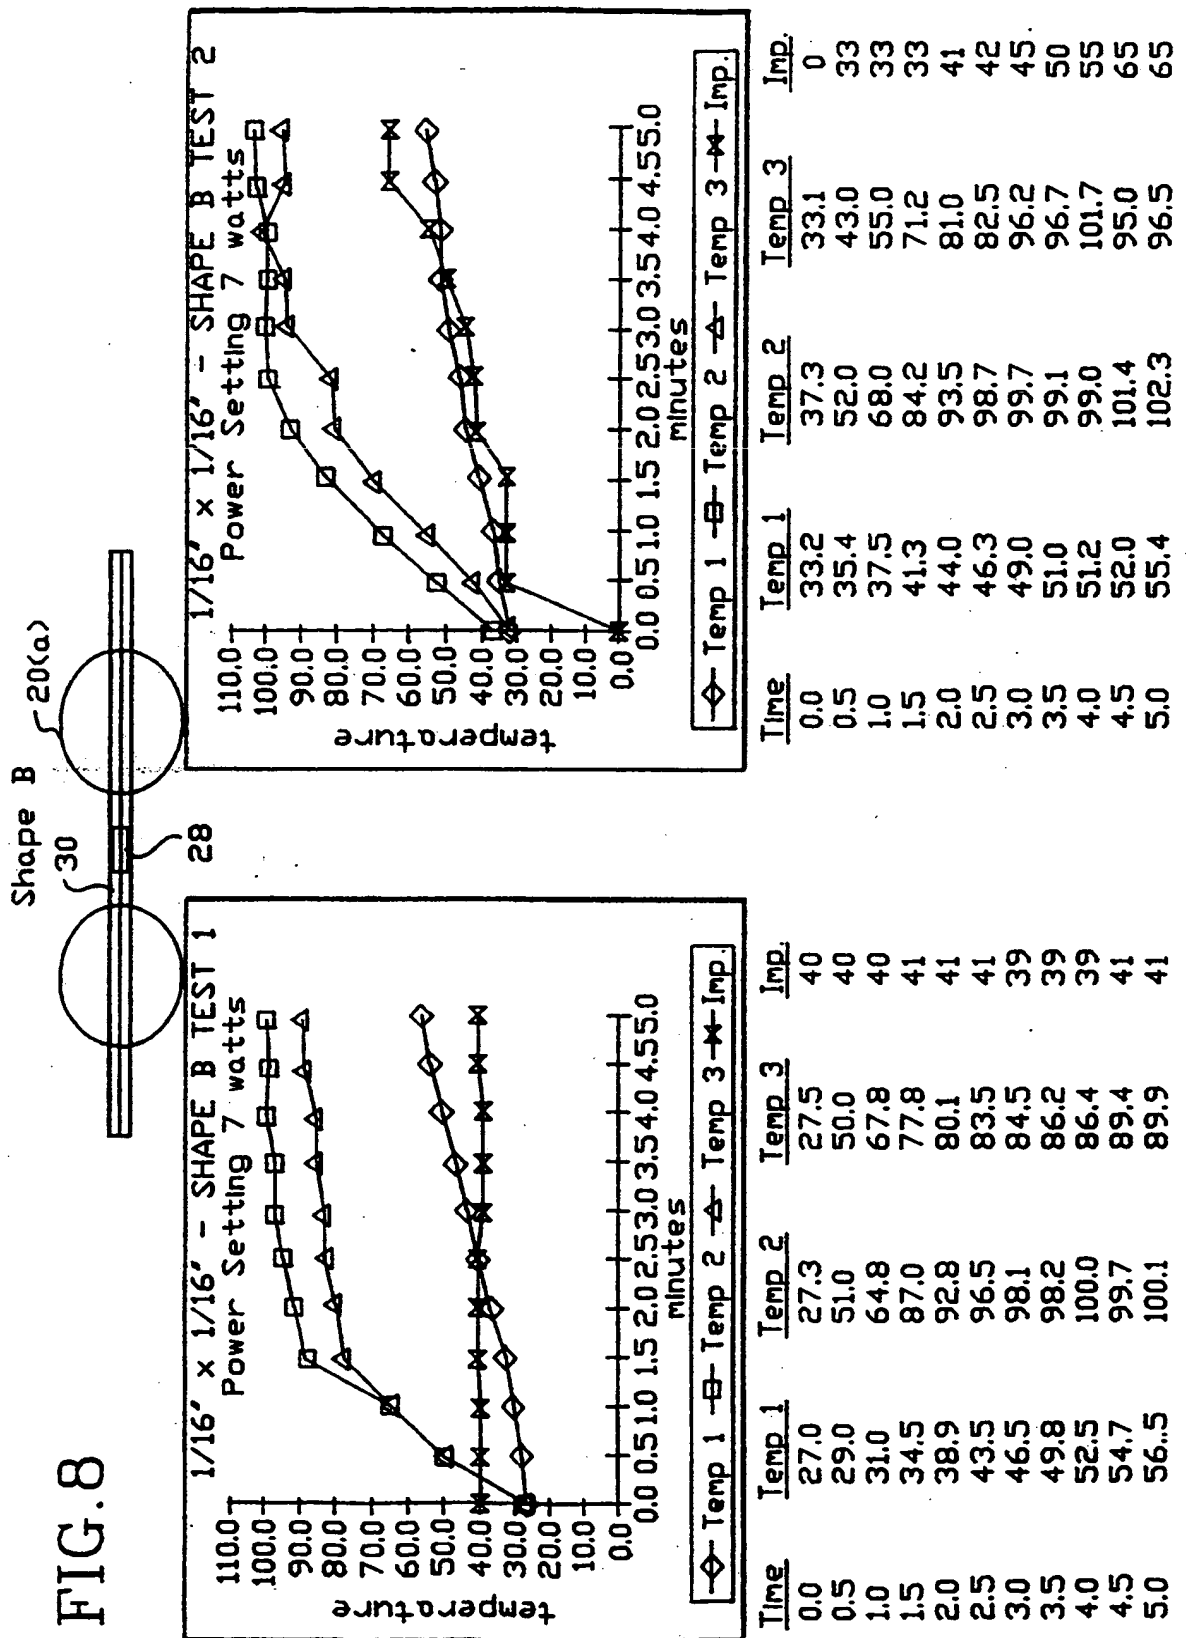 FIG.8
Shape B
30
20(a)
28
1/16" x 1/16" - SHAPE B TEST 1
Power Setting 7 watts
temperature
110.0
100.0
90.0
80.0
70.0
60.0
50.0
40.0
30.0
20.0
10.0
0.0
0.0 0.5 1.0 1.5 2.0 2.5 3.0 3.5 4.0 4.5 5.0
minutes
Temp 1 Temp 2 Temp 3 Imp.
Time Temp 1 Temp 2 Temp 3 Imp.
0.0 27.0 27.3 27.5 40
0.5 29.0 51.0 50.0 40
1.0 31.0 64.8 67.8 40
1.5 34.5 87.0 77.8 41
2.0 38.9 92.8 80.1 41
2.5 43.5 96.5 83.5 41
3.0 46.5 98.1 84.5 39
3.5 49.8 98.2 86.2 39
4.0 52.5 100.0 86.4 39
4.5 54.7 99.7 89.4 41
5.0 56.5 100.1 89.9 41
1/16" x 1/16" - SHAPE B TEST 2
Power Setting 7 watts
temperature
110.0
100.0
90.0
80.0
70.0
60.0
50.0
40.0
30.0
10.0
0.0
0.0 0.5 1.0 1.5 2.0 2.5 3.0 3.5 4.0 4.5 5.0
minutes
Temp 1 Temp 2 Temp 3 Imp.
Time Temp 1 Temp 2 Temp 3 Imp.
0.0 33.2 37.3 33.1 0
0.5 35.4 52.0 43.0 33
1.0 37.5 68.0 55.0 33
1.5 41.3 84.2 71.2 33
2.0 44.0 93.5 81.0 41
2.5 46.3 98.7 82.5 42
3.0 49.0 99.7 96.2 45
3.5 51.0 99.1 96.7 50
4.0 51.2 99.0 101.7 55
4.5 52.0 101.4 95.0 65
5.0 55.4 102.3 96.5 65